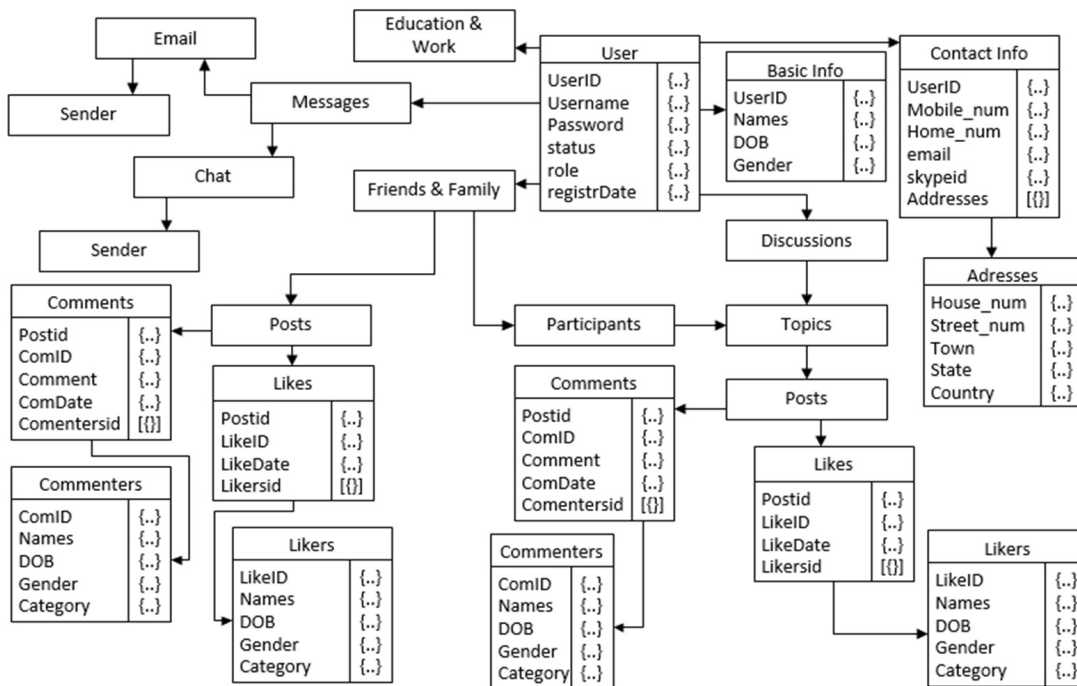 Email
Sender
Messages
Chat
Sender
Education &
Work
User
UserID {..}
Username {..}
Password {..}
status {..}
role {..}
registrDate {..}
Basic Info
UserID {..}
Names {..}
DOB {..}
Gender {..}
Contact Info
UserID {..}
Mobile_num {..}
Home_num {..}
email {..}
skypeid {..}
Addresses [{}]
Friends & Family
Discussions
Adresses
House_num {..}
Street_num {..}
Town {..}
State {..}
Country {..}
Comments
Postid {..}
ComID {..}
Comment {..}
ComDate {..}
Comentersid [{}]
Posts
Participants
Topics
Likes
Postid {..}
LikeID {..}
LikeDate {..}
Likersid [{}]
Comments
Postid {..}
ComID {..}
Comment {..}
ComDate {..}
Comentersid [{}]
Posts
Commenters
ComID {..}
Names {..}
DOB {..}
Gender {..}
Category {..}
Likers
LikeID {..}
Names {..}
DOB {..}
Gender {..}
Category {..}
Commenters
ComID {..}
Names {..}
DOB {..}
Gender {..}
Category {..}
Likes
Postid {..}
LikeID {..}
LikeDate {..}
Likersid [{}]
Likers
LikeID {..}
Names {..}
DOB {..}
Gender {..}
Category {..}